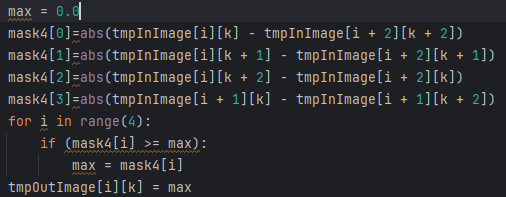 max = 0.0
mask4[0]=abs(tmpInImage[i][k] - tmpInImage[i + 2][k + 2])
mask4[1]=abs(tmpInImage[i][k + 1] - tmpInImage[i + 2][k + 1])
mask4[2]=abs(tmpInImage[i][k + 2] - tmpInImage[i + 2][k])
mask4[3]=abs(tmpInImage[i + 1][k] - tmpInImage[i + 1][k + 2])
for i in range(4):
    if (mask4[i] >= max):
        max = mask4[i]
tmpOutImage[i][k] = max